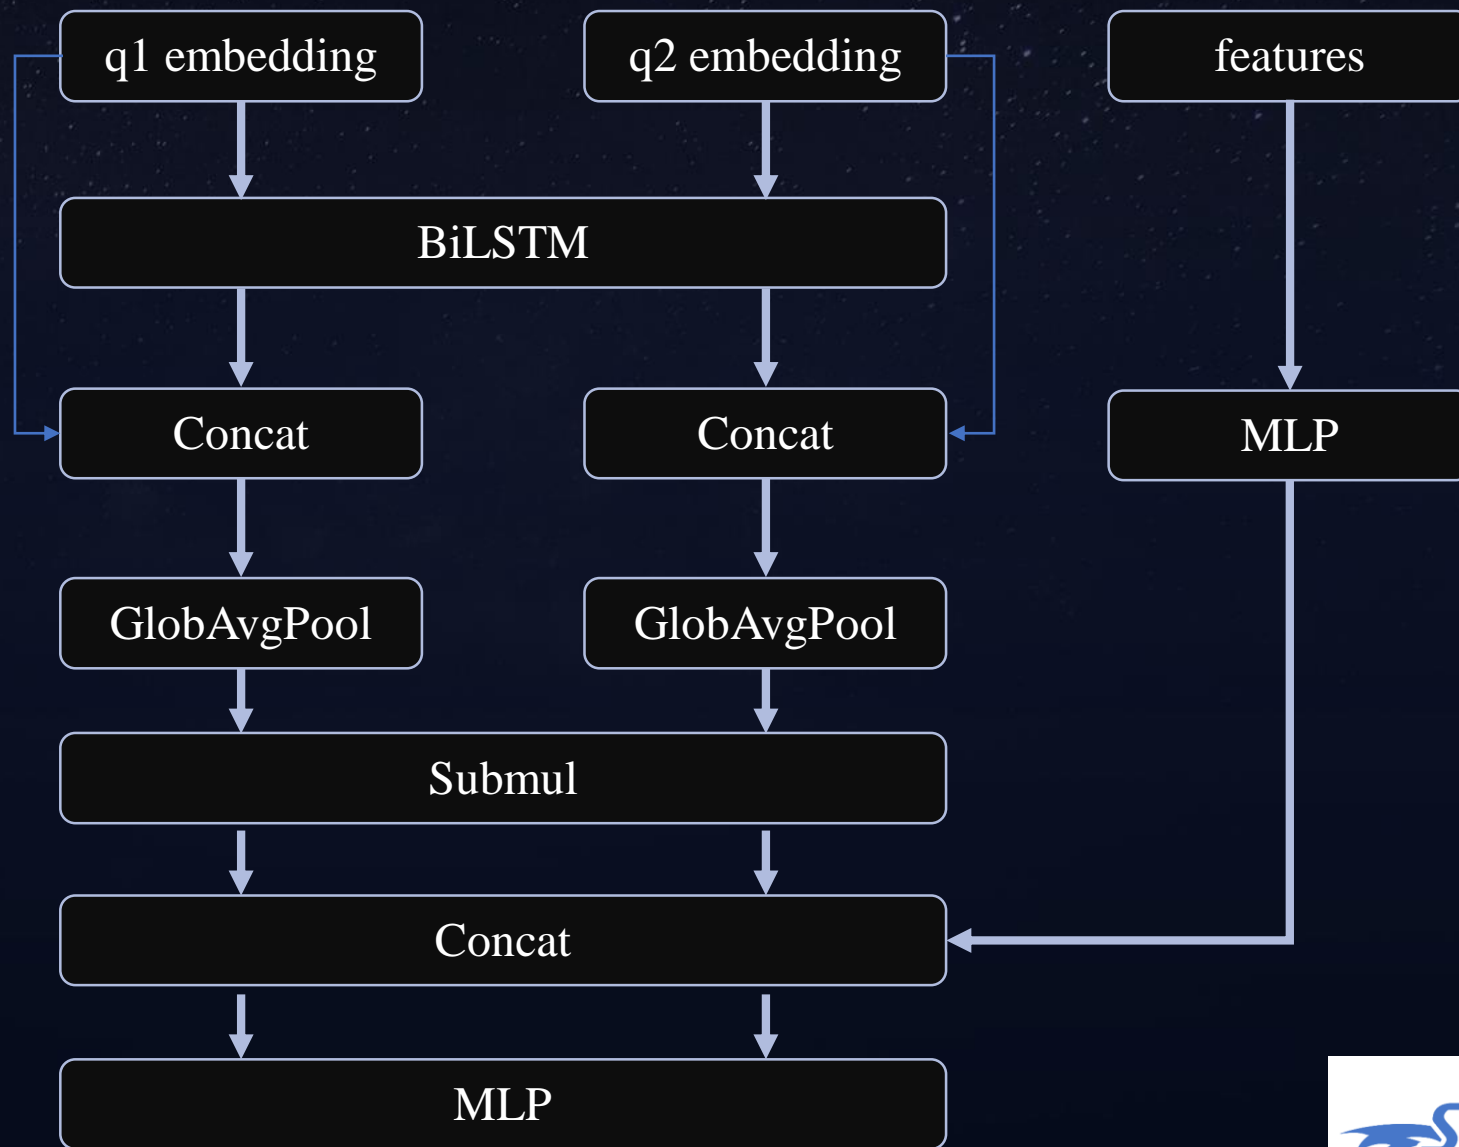 q1 embedding
q2 embedding
features
BiLSTM
Concat
Concat
MLP
GlobAvgPool
GlobAvgPool
Submul
Concat
MLP